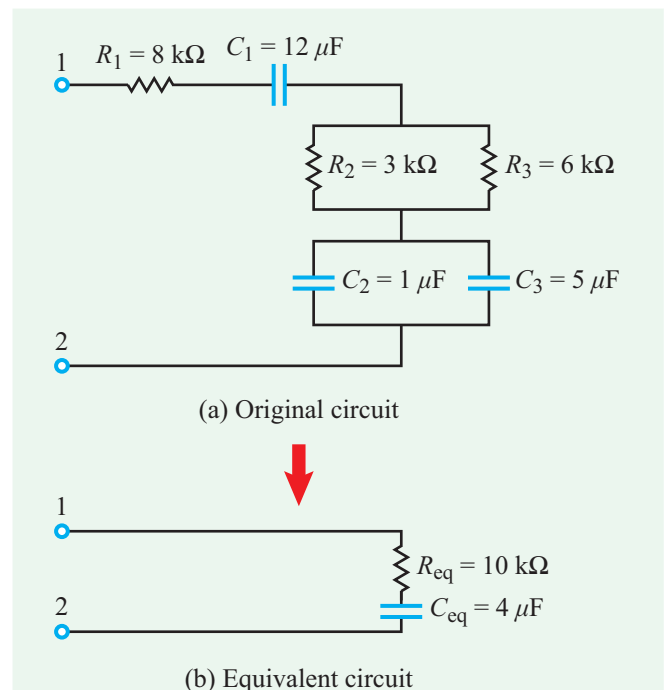 1
R1 = 8 kΩ
C1 = 12 μF
R2 = 3 kΩ
R3 = 6 kΩ
C2 = 1 μF
C3 = 5 μF
2
(a) Original circuit
1
Req = 10 kΩ
2
Ceq = 4 μF
(b) Equivalent circuit